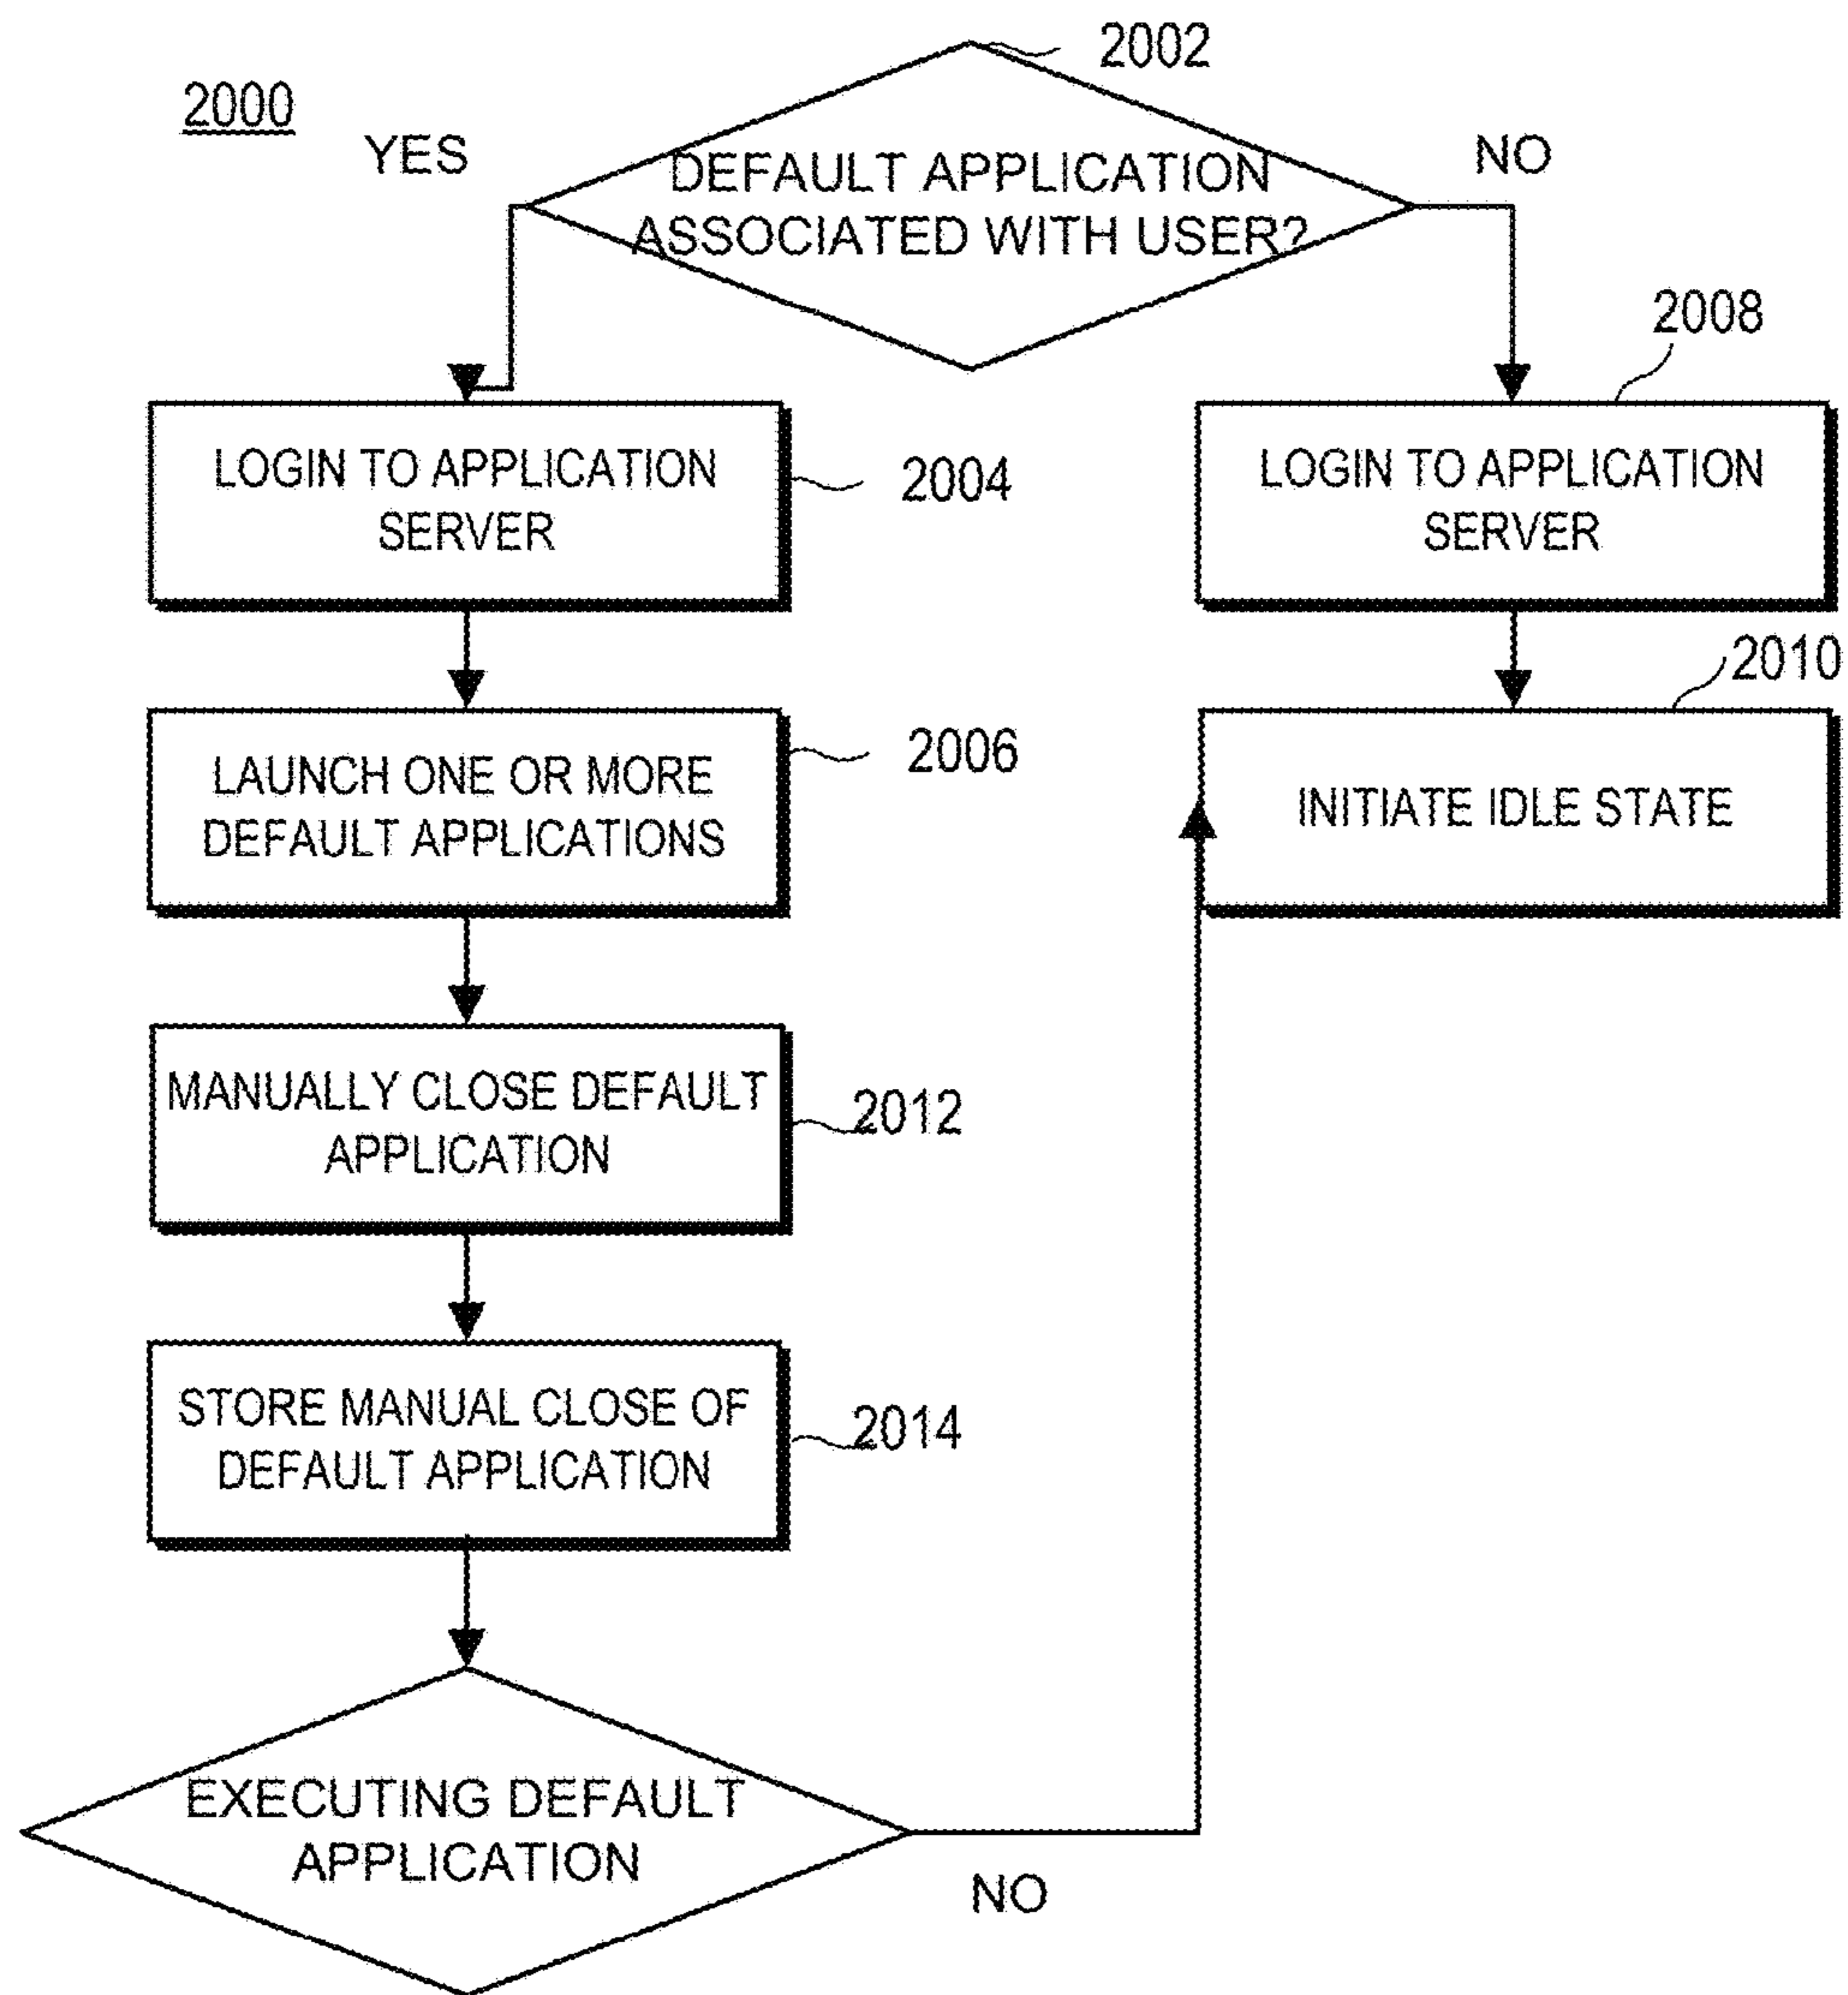 2000
2002
YES
DEFAULT APPLICATION
ASSOCIATED WITH USER?
NO
2008
LOGIN TO APPLICATION
SERVER
2004
LOGIN TO APPLICATION
SERVER
2010
LAUNCH ONE OR MORE
DEFAULT APPLICATIONS
2006
INITIATE IDLE STATE
MANUALLY CLOSE DEFAULT
APPLICATION
2012
STORE MANUAL CLOSE OF
DEFAULT APPLICATION
2014
EXECUTING DEFAULT
APPLICATION
NO